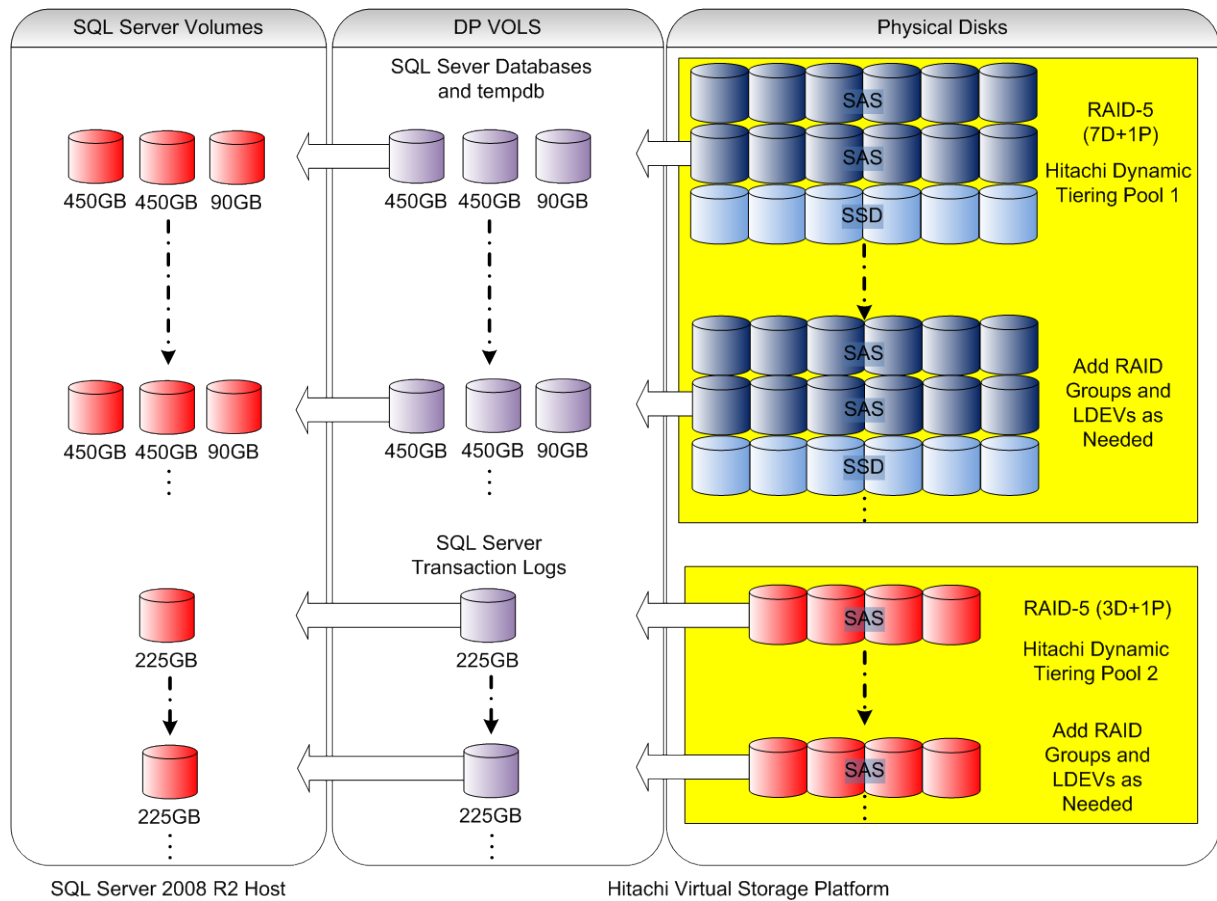 SQL Server Volumes
DP VOLS
Physical Disks
SQL Sever Databases
and tempdb
450GB
450GB
90GB
450GB
450GB
90GB
SAS
SAS
SSD
RAID-5
(7D+1P)
Hitachi Dynamic
Tiering Pool 1
450GB
450GB
90GB
450GB
450GB
90GB
SAS
SAS
SSD
Add RAID
Groups and
LDEVs as
Needed
SQL Server
Transaction Logs
225GB
225GB
SAS
RAID-5 (3D+1P)
Hitachi Dynamic
Tiering Pool 2
225GB
225GB
SAS
Add RAID
Groups and
LDEVs as
Needed
SQL Server 2008 R2 Host
Hitachi Virtual Storage Platform